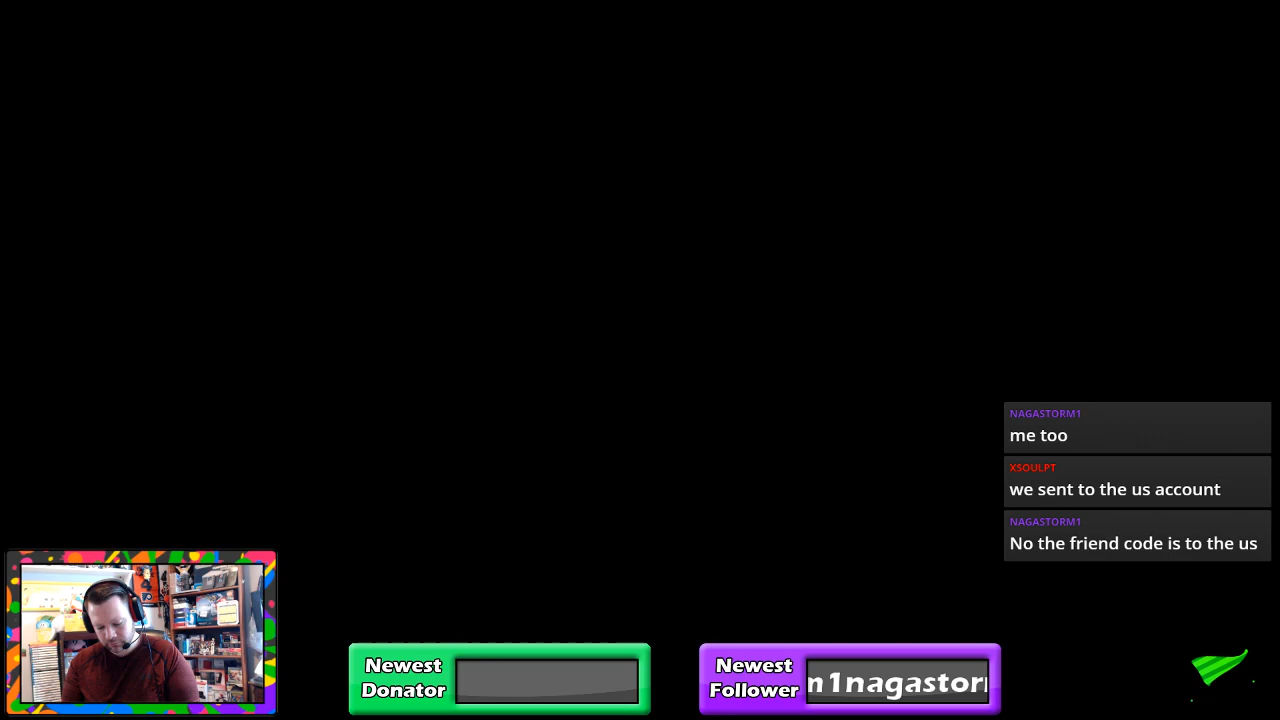 NAGASTORM1
me too
XSOULPT
we sent to the us account
NAGASTORM1
No the friend code is to the us
Newest
Donator
Newest
Follower
m1nagastorm